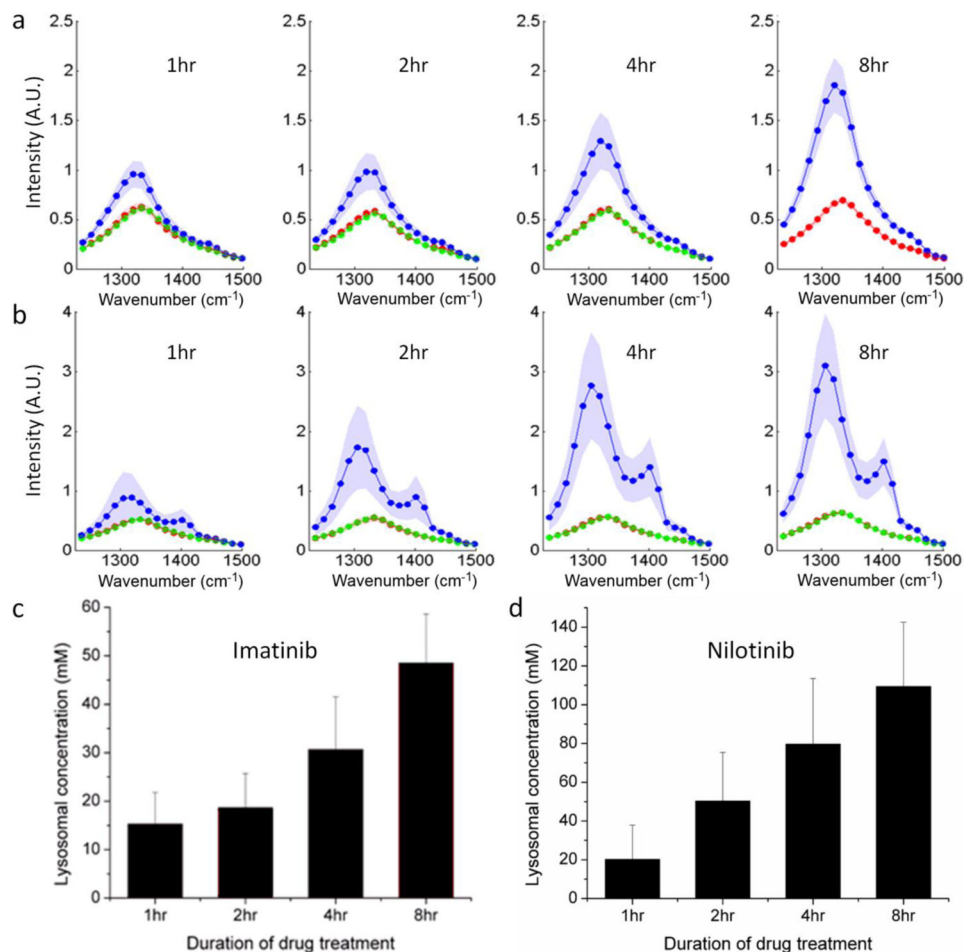 a
1hr
2hr
4hr
8hr
Intensity (A.U.)
2.5
2
1.5
1
0.5
0
2.5
2
1.5
1
0.5
0
2.5
2
1.5
1
0.5
0
2.5
2
1.5
1
0.5
0
1300 1400 1500
1300 1400 1500
1300 1400 1500
1300 1400 1500
Wavenumber (cm⁻¹)
Wavenumber (cm⁻¹)
Wavenumber (cm⁻¹)
Wavenumber (cm⁻¹)
b
1hr
2hr
4hr
8hr
Intensity (A.U.)
4
3
2
1
0
4
3
2
1
0
4
3
2
1
0
4
3
2
1
0
1300 1400 1500
1300 1400 1500
1300 1400 1500
1300 1400 1500
Wavenumber (cm⁻¹)
Wavenumber (cm⁻¹)
Wavenumber (cm⁻¹)
Wavenumber (cm⁻¹)
c
Imatinib
Lysosomal concentration (mM)
60
50
40
30
20
10
0
1hr 2hr 4hr 8hr
Duration of drug treatment
d
Nilotinib
Lysosomal concentration (mM)
140
120
100
80
60
40
20
0
1hr 2hr 4hr 8hr
Duration of drug treatment